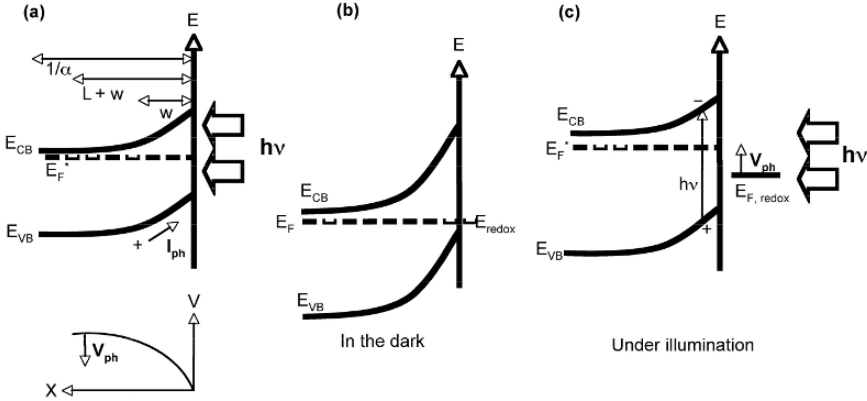 (a)
E
1/α
L + w
w
E_CB
E_F*
hν
E_VB
+
I_ph
V
V_ph
X
(b)
E
E_CB
E_F
E_redox
E_VB
In the dark
(c)
E
−
E_CB
E_F*
V_ph
hν
hν
E_F, redox
+
E_VB
Under illumination